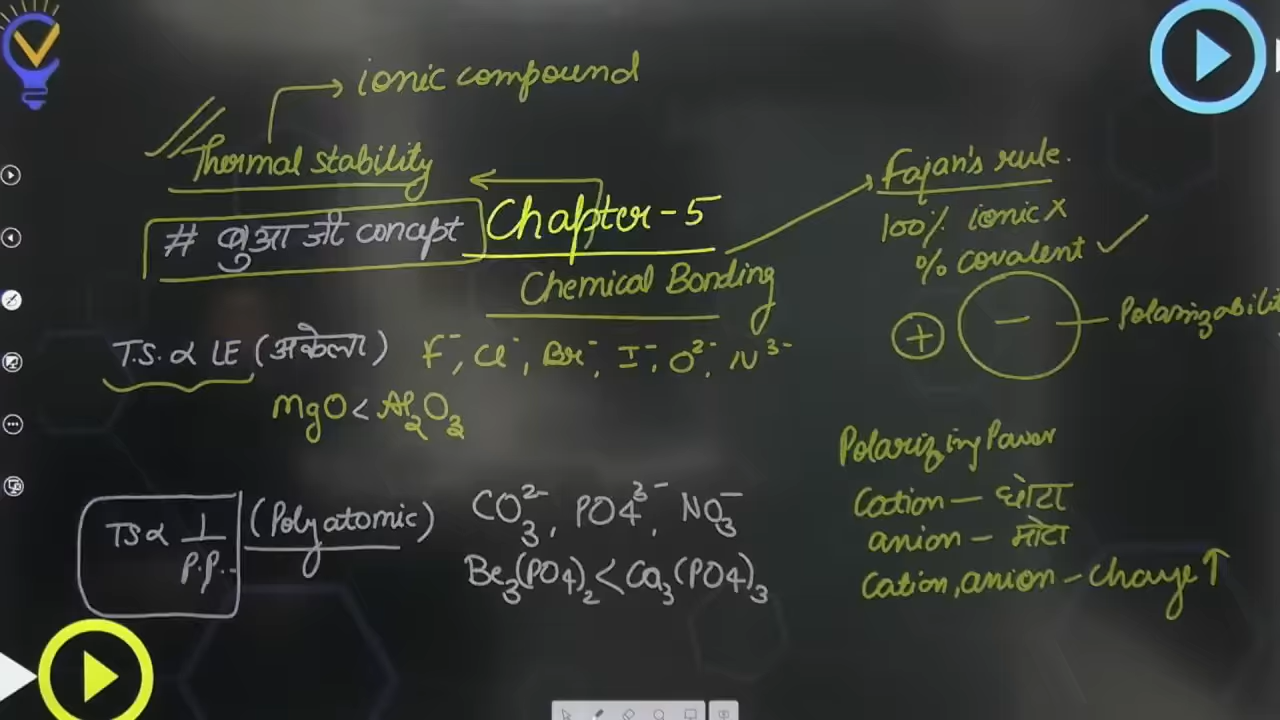 ionic compound
Thermal stability
# बुआ जी concept
Chapter-5
Chemical Bonding
T.S. ∝ LE (अकेला)
F⁻, Cl⁻, Br⁻, I⁻, O²⁻, N³⁻
MgO < Al₂O₃
TS ∝ 1/P.P.. (Polyatomic)
CO₃²⁻, PO4³⁻, NO₃⁻
Be₃(PO4)₂ < Ca₃(PO4)₃
Fajan's rule.
100% ionic ×
% covalent ✓
+
− Polarizabilit
Polarizing Power
Cation — छोटा
anion — मोटा
Cation, anion — charge ↑